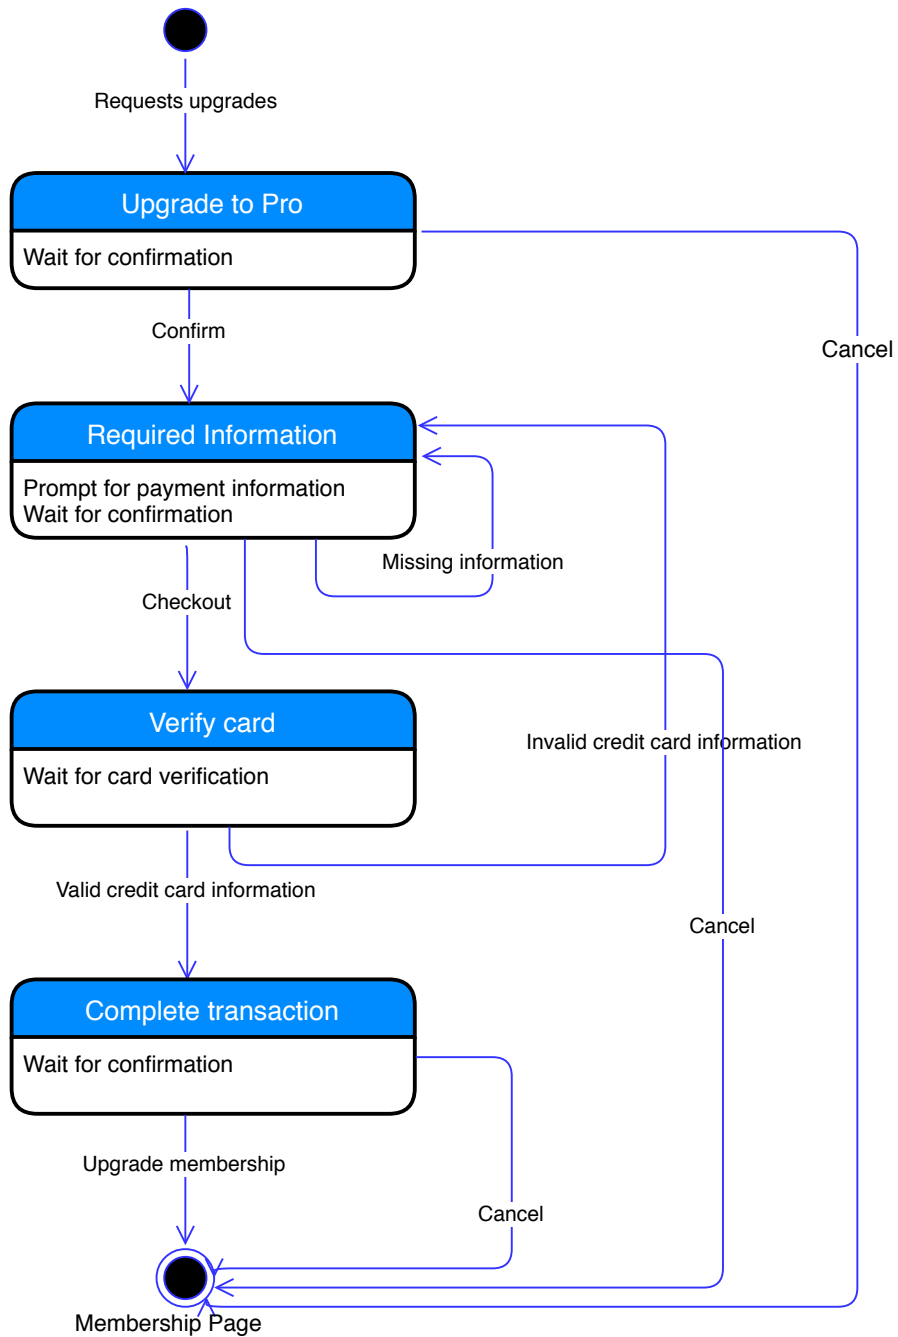 Requests upgrades
Upgrade to Pro
Wait for confirmation
Cancel
Confirm
Required Information
Prompt for payment information
Wait for confirmation
Missing information
Checkout
Verify card
Invalid credit card information
Wait for card verification
Valid credit card information
Cancel
Complete transaction
Wait for confirmation
Upgrade membership
Cancel
Membership Page